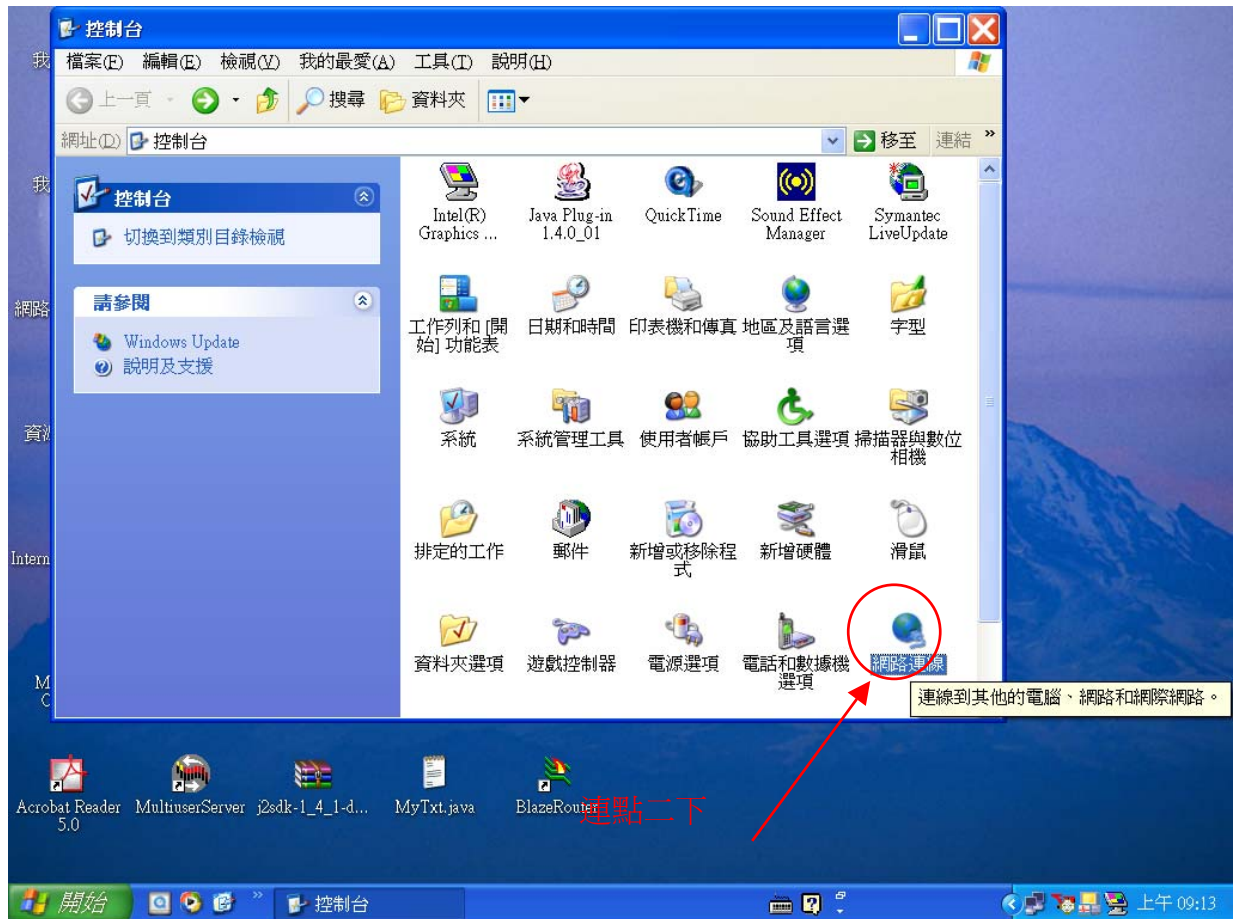 控制台
檔案(F) 編輯(E) 檢視(V) 我的最愛(A) 工具(T) 說明(H)
上一頁 搜尋 資料夾
網址(D) 控制台 移至 連結 »
控制台
切換到類別目錄檢視
請參閱
Windows Update
說明及支援
Intel(R)
Graphics ...
Java Plug-in
1.4.0_01
QuickTime
Sound Effect
Manager
Symantec
LiveUpdate
工作列和 [開
始] 功能表
日期和時間
印表機和傳真
地區及語言選
項
字型
系統
系統管理工具
使用者帳戶
協助工具選項
掃描器與數位
相機
排定的工作
郵件
新增或移除程
式
新增硬體
滑鼠
資料夾選項
遊戲控制器
電源選項
電話和數據機
選項
網路連線
連線到其他的電腦、網路和網際網路。
我
我
網路
資
Intern
M
C
Acrobat Reader
5.0
MultiuserServer
j2sdk-1_4_1-d...
MyTxt.java
BlazeRouter
連點二下
開始
»
控制台
上午 09:13